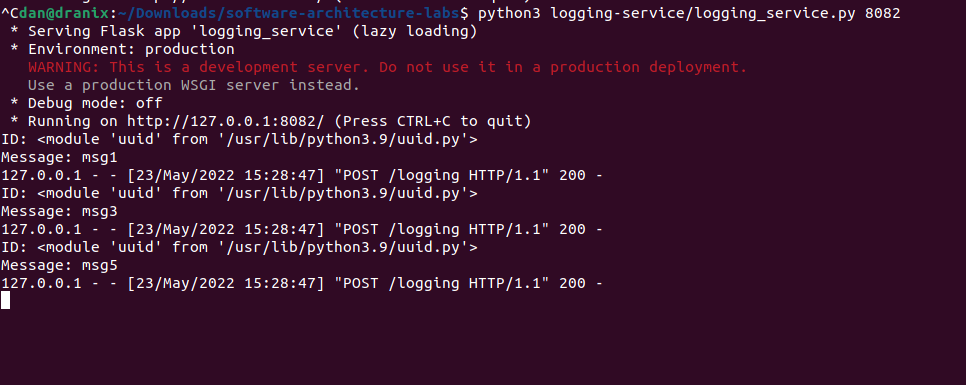 ^Cdan@dranix:~/Downloads/software-architecture-labs$ python3 logging-service/logging_service.py 8082
 * Serving Flask app 'logging_service' (lazy loading)
 * Environment: production
   WARNING: This is a development server. Do not use it in a production deployment.
   Use a production WSGI server instead.
 * Debug mode: off
 * Running on http://127.0.0.1:8082/ (Press CTRL+C to quit)
ID: <module 'uuid' from '/usr/lib/python3.9/uuid.py'>
Message: msg1
127.0.0.1 - - [23/May/2022 15:28:47] "POST /logging HTTP/1.1" 200 -
ID: <module 'uuid' from '/usr/lib/python3.9/uuid.py'>
Message: msg3
127.0.0.1 - - [23/May/2022 15:28:47] "POST /logging HTTP/1.1" 200 -
ID: <module 'uuid' from '/usr/lib/python3.9/uuid.py'>
Message: msg5
127.0.0.1 - - [23/May/2022 15:28:47] "POST /logging HTTP/1.1" 200 -